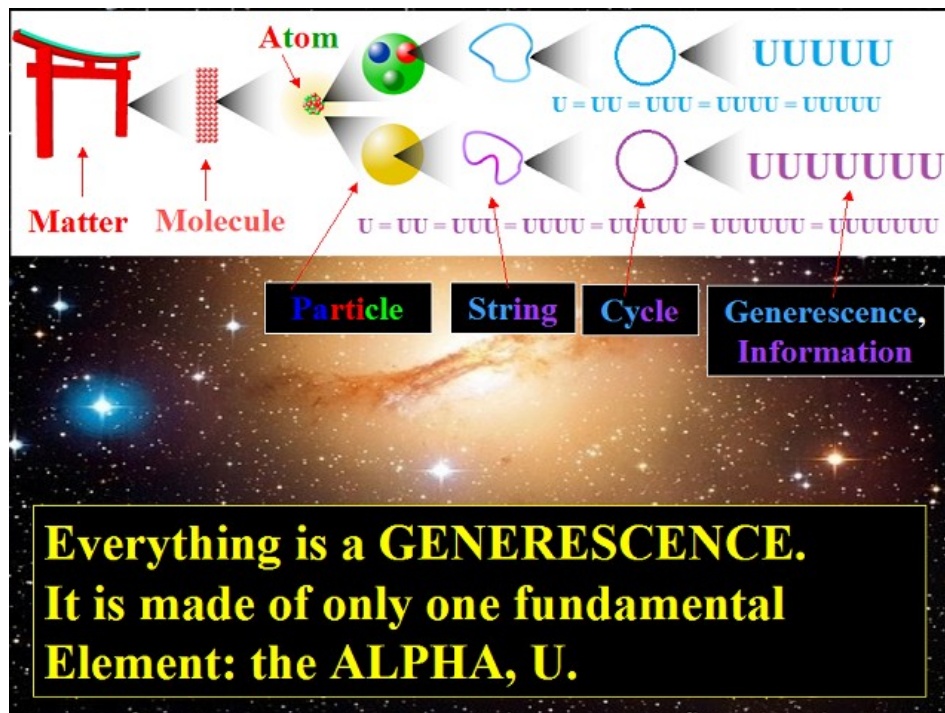 Atom
UUUUU
U = UU = UUU = UUUU = UUUUU
UUUUUUU
Matter
Molecule
U = UU = UUU = UUUU = UUUUU = UUUUUU = UUUUUUU
Particle
String
Cycle
Generescence,
Information
Everything is a GENERESCENCE.
It is made of only one fundamental
Element: the ALPHA, U.